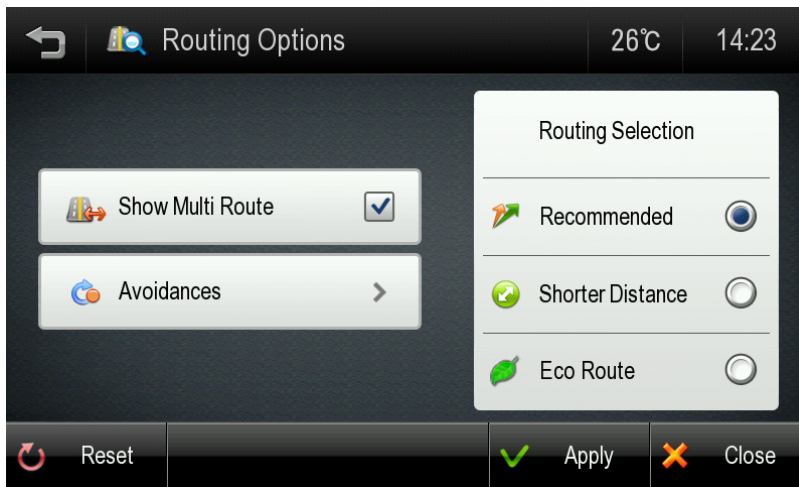 Routing Options
26℃
14:23
Show Multi Route
Avoidances
Routing Selection
Recommended
Shorter Distance
Eco Route
Reset
Apply
Close